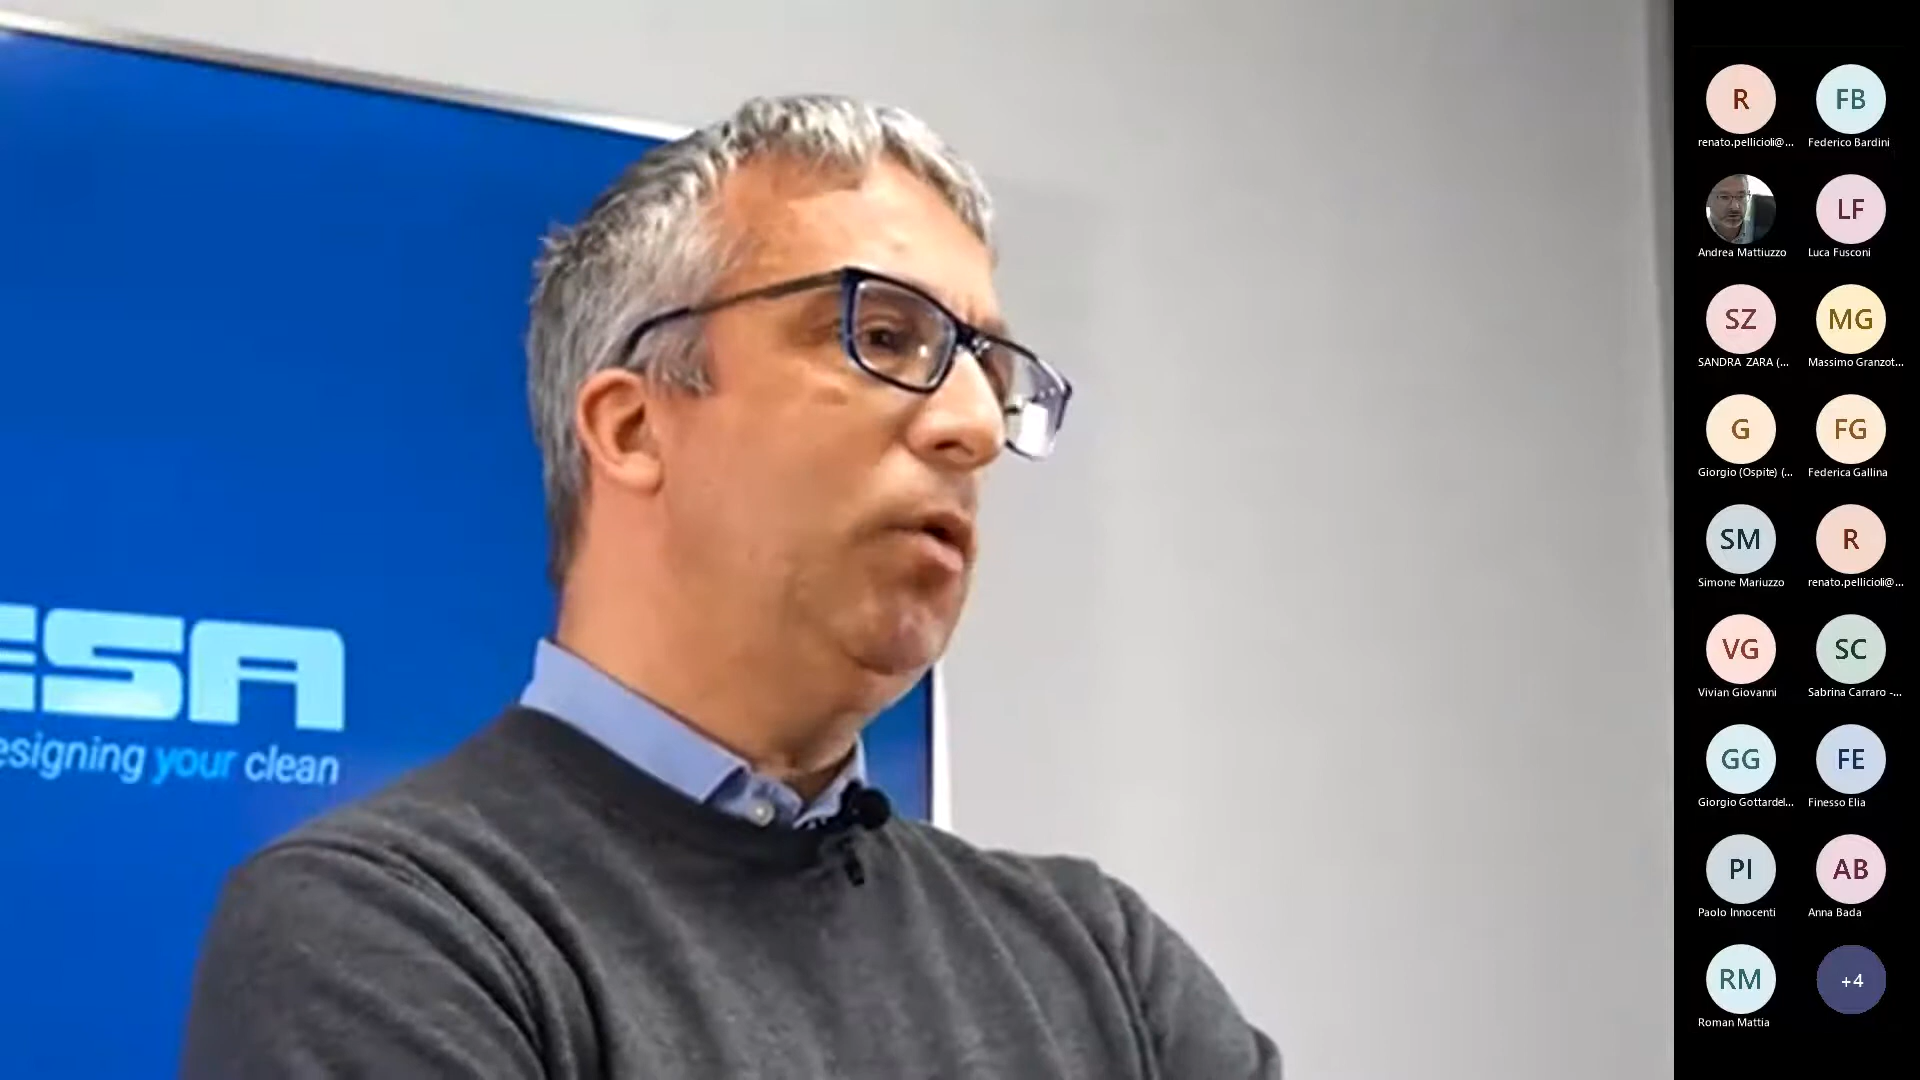 ESA
esigning your clean
R
FB
renato.pellicioli@...
Federico Bardini
LF
Andrea Mattiuzzo
Luca Fusconi
SZ
MG
SANDRA ZARA (...
Massimo Granzot...
G
FG
Giorgio (Ospite) (...
Federica Gallina
SM
R
Simone Mariuzzo
renato.pellicioli@...
VG
SC
Vivian Giovanni
Sabrina Carraro -...
GG
FE
Giorgio Gottardel...
Finesso Elia
PI
AB
Paolo Innocenti
Anna Bada
RM
+4
Roman Mattia